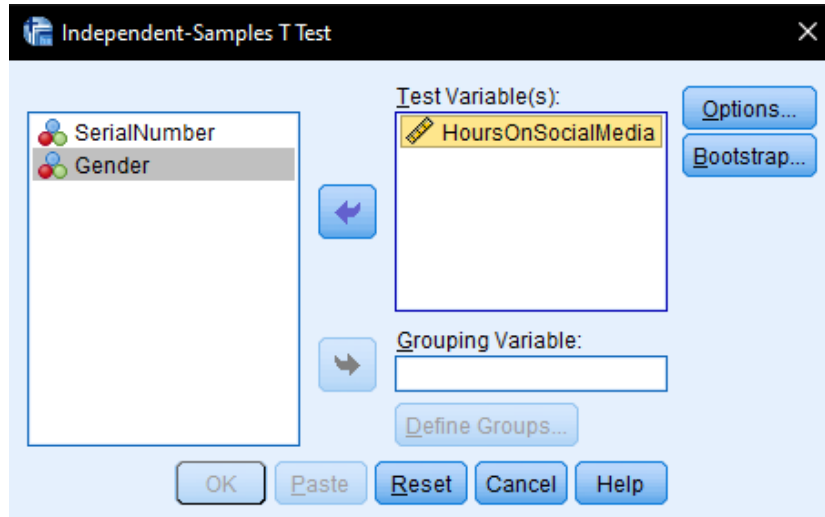 Independent-Samples T Test
SerialNumber
Gender
Test Variable(s):
HoursOnSocialMedia
Options...
Bootstrap...
Grouping Variable:
Define Groups...
OK
Paste
Reset
Cancel
Help